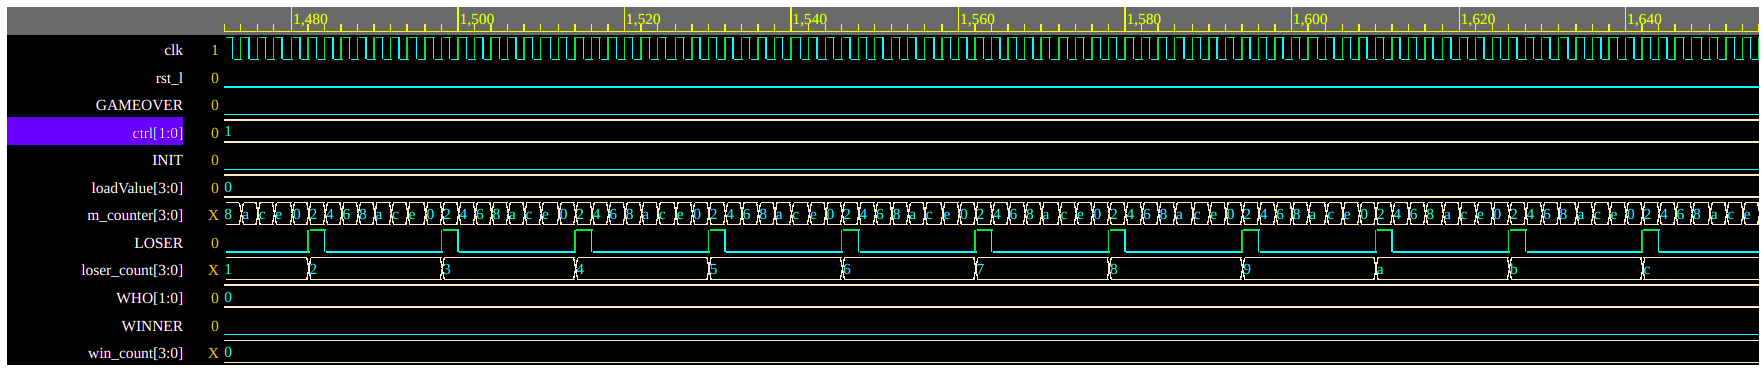 1,480 1,500 1,520 1,540 1,560 1,580 1,600 1,620 1,640
clk 1
rst_l 0
GAMEOVER 0
ctrl[1:0] 0 1
INIT 0
loadValue[3:0] 0 0
m_counter[3:0] X 8 a c e 0 2 4 6 8 a c e 0 2 4 6 8 a c e 0 2 4 6 8 a c e 0 2 4 6 8 a c e 0 2 4 6 8 a c e 0 2 4 6 8 a c e 0 2 4 6 8 a c e 0 2 4 6 8 a c e 0 2 4 6 8 a c e 0 2 4 6 8 a c e 0 2 4 6 8 a c e
LOSER 0
loser_count[3:0] X 1 2 3 4 5 6 7 8 9 a b c
WHO[1:0] 0 0
WINNER 0
win_count[3:0] X 0